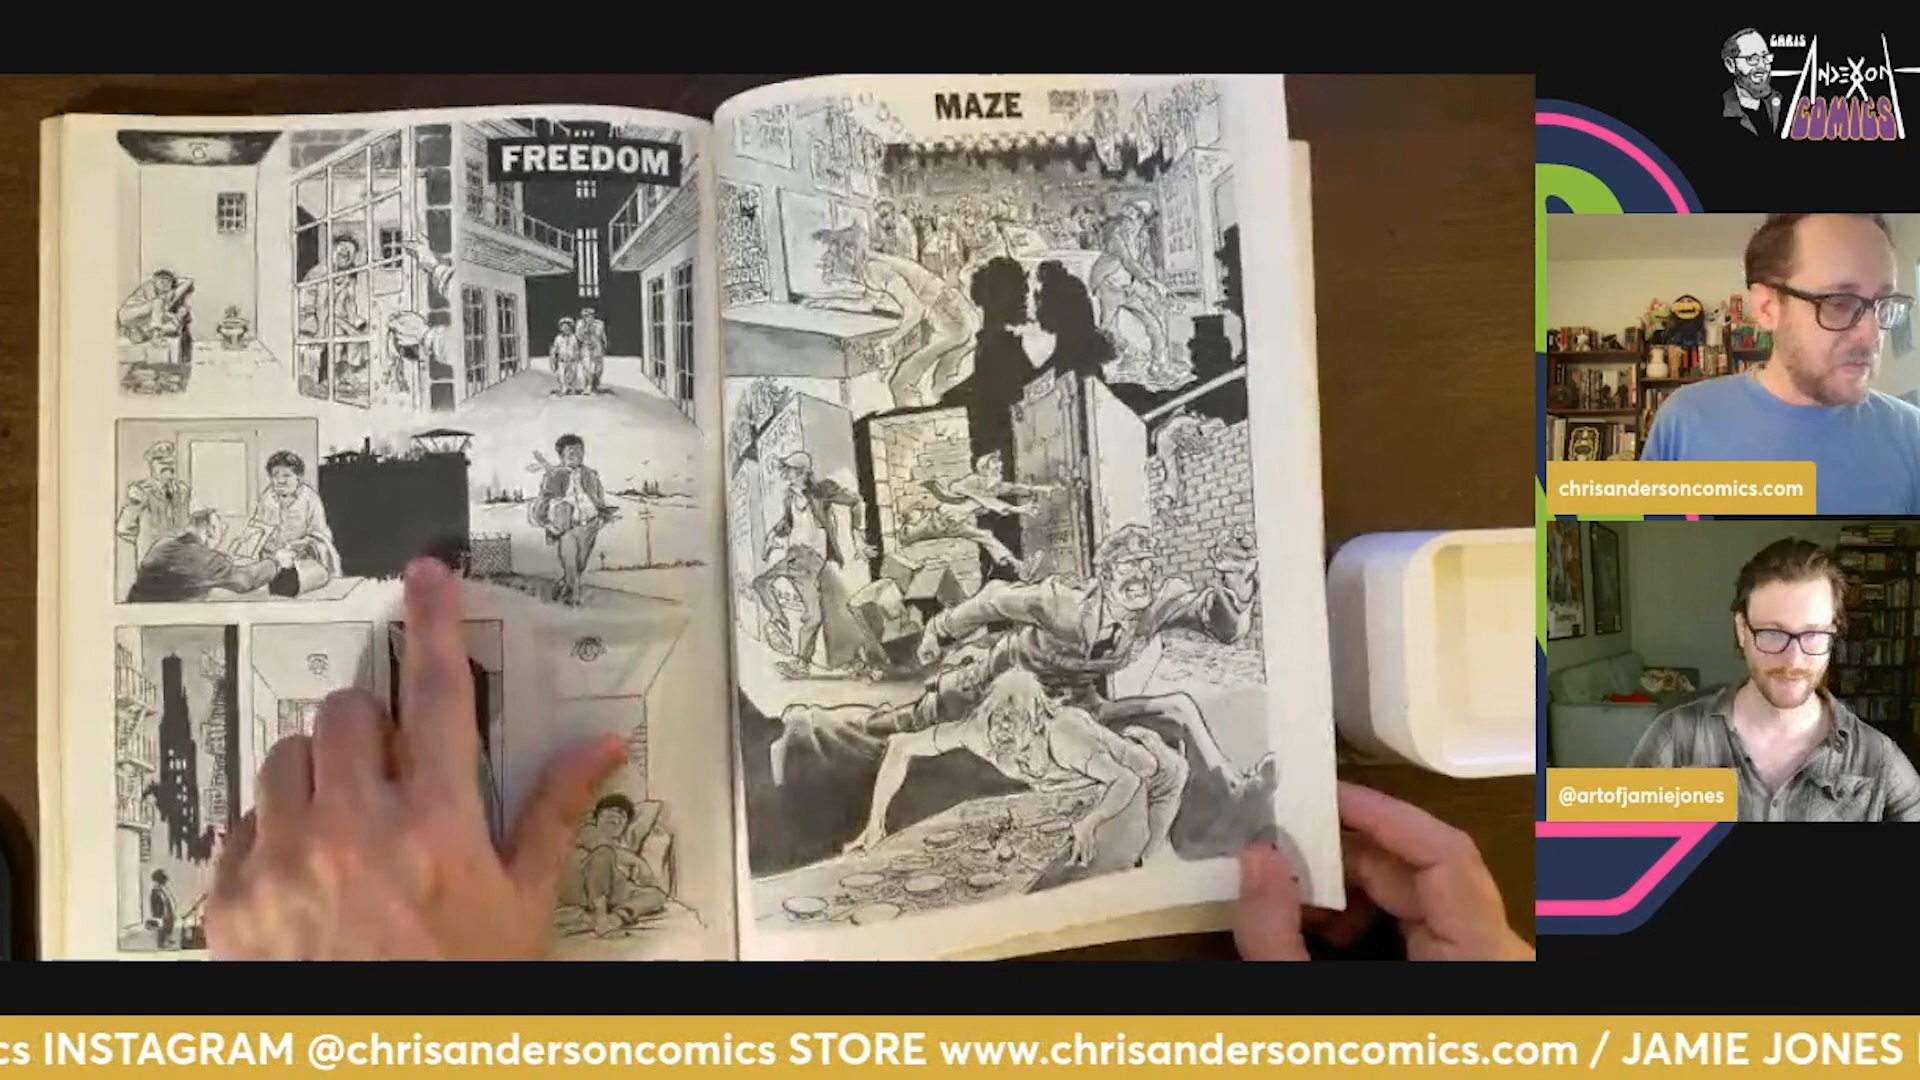 FREEDOM
MAZE
CHRIS
ANDERSON
COMICS
chrisandersoncomics.com
@artofjamiejones
cs INSTAGRAM @chrisandersoncomics STORE www.chrisandersoncomics.com / JAMIE JONES